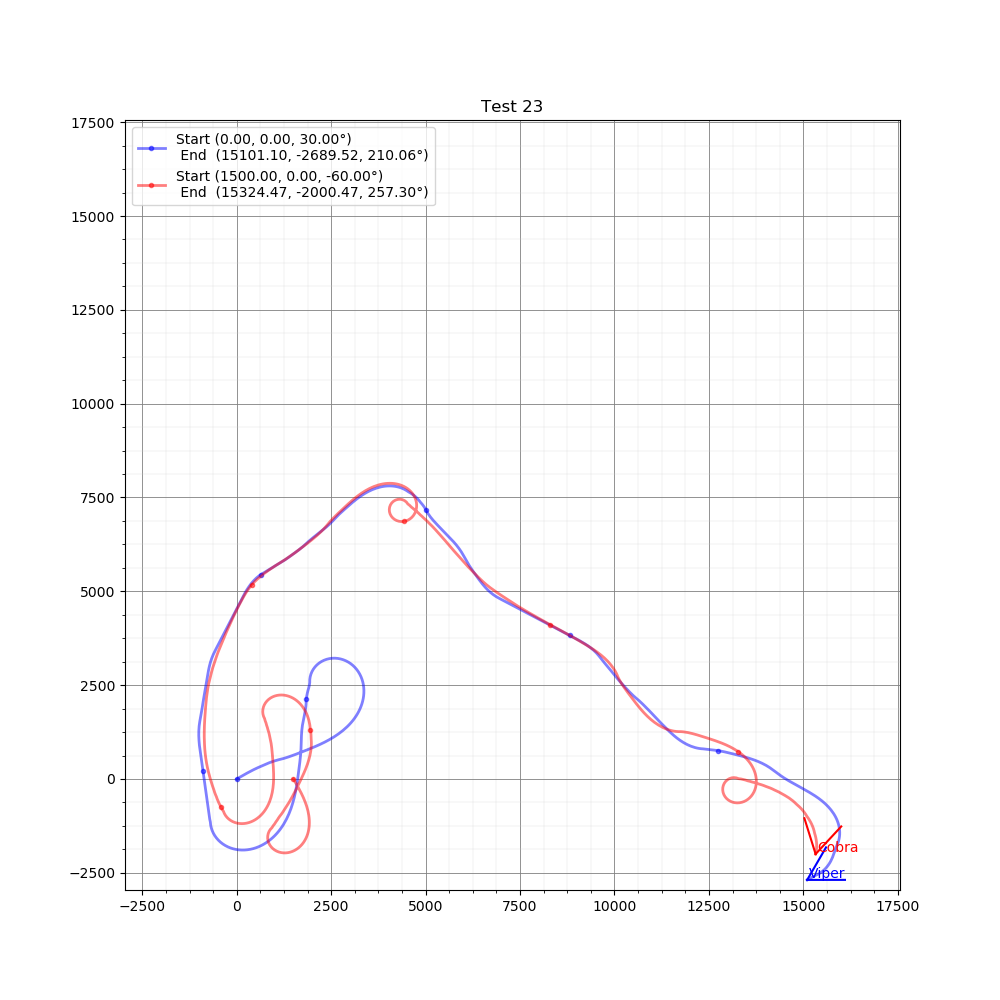 Test 23
Start (0.00, 0.00, 30.00°)
End  (15101.10, -2689.52, 210.06°)
Start (1500.00, 0.00, -60.00°)
End  (15324.47, -2000.47, 257.30°)
17500
15000
12500
10000
7500
5000
2500
0
−2500
Cobra
Viper
−2500 0 2500 5000 7500 10000 12500 15000 17500